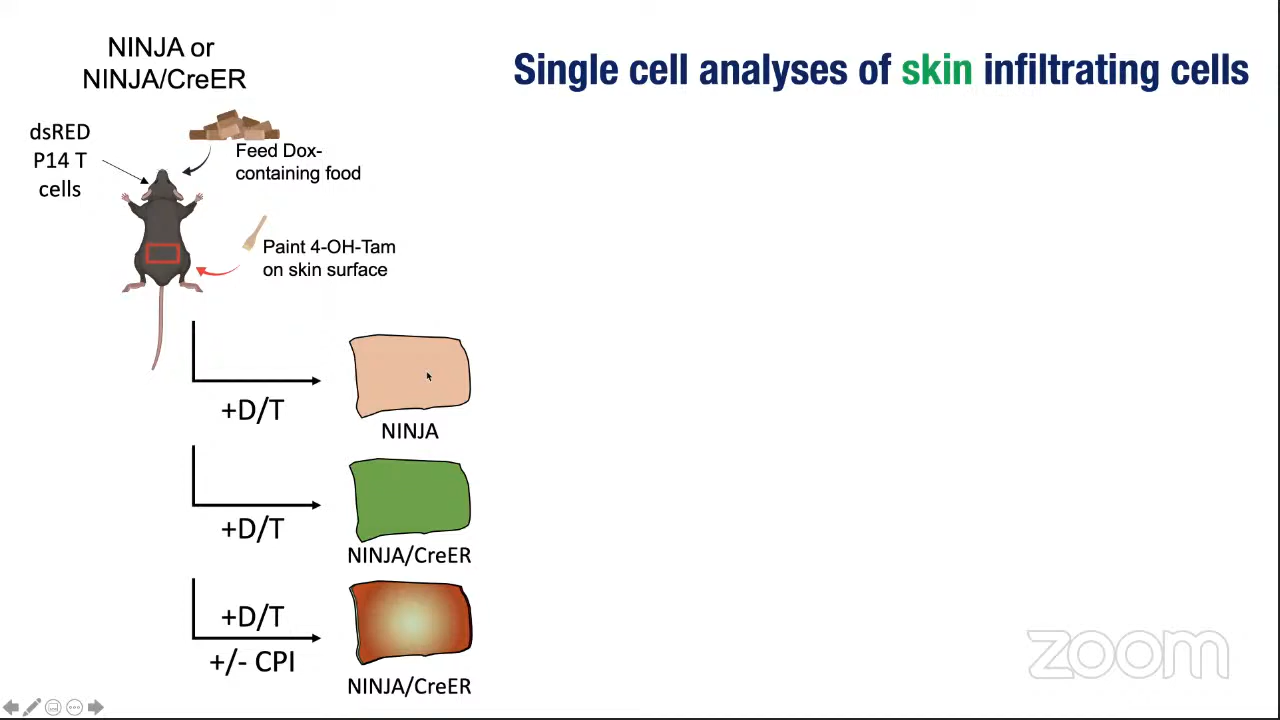 NINJA or
NINJA/CreER
Single cell analyses of skin infiltrating cells
dsRED
P14 T
cells
Feed Dox-
containing food
Paint 4-OH-Tam
on skin surface
+D/T
NINJA
+D/T
NINJA/CreER
+D/T
+/- CPI
NINJA/CreER
zoom